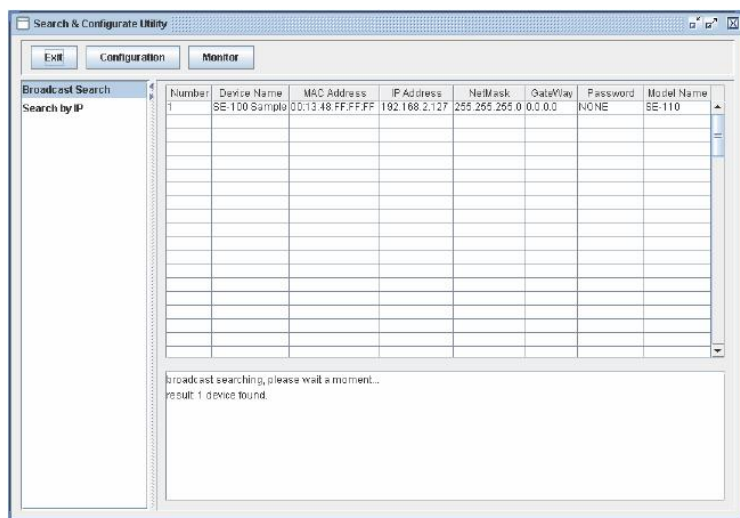 Search & Configurate Utility
Exit Configuration Monitor
Broadcast Search
Search by IP
Number Device Name MAC Address IP Address NetMask GateWay Password Model Name
1 SE-100 Sample 00:13:48:FF:FF:FF 192.168.2.127 255.255.255.0 0.0.0.0 NONE SE-110
broadcast searching, please wait a moment...
result: 1 device found.